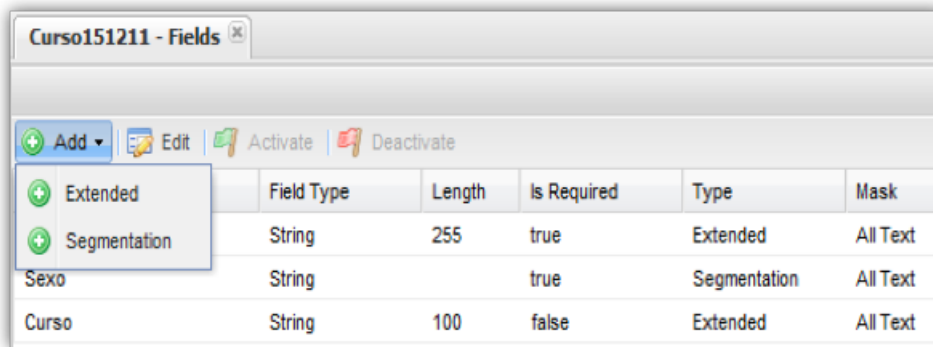 Curso151211 - Fields
Add Edit Activate Deactivate
Extended
Segmentation
Field Type Length Is Required Type Mask
String 255 true Extended All Text
Sexo String true Segmentation All Text
Curso String 100 false Extended All Text